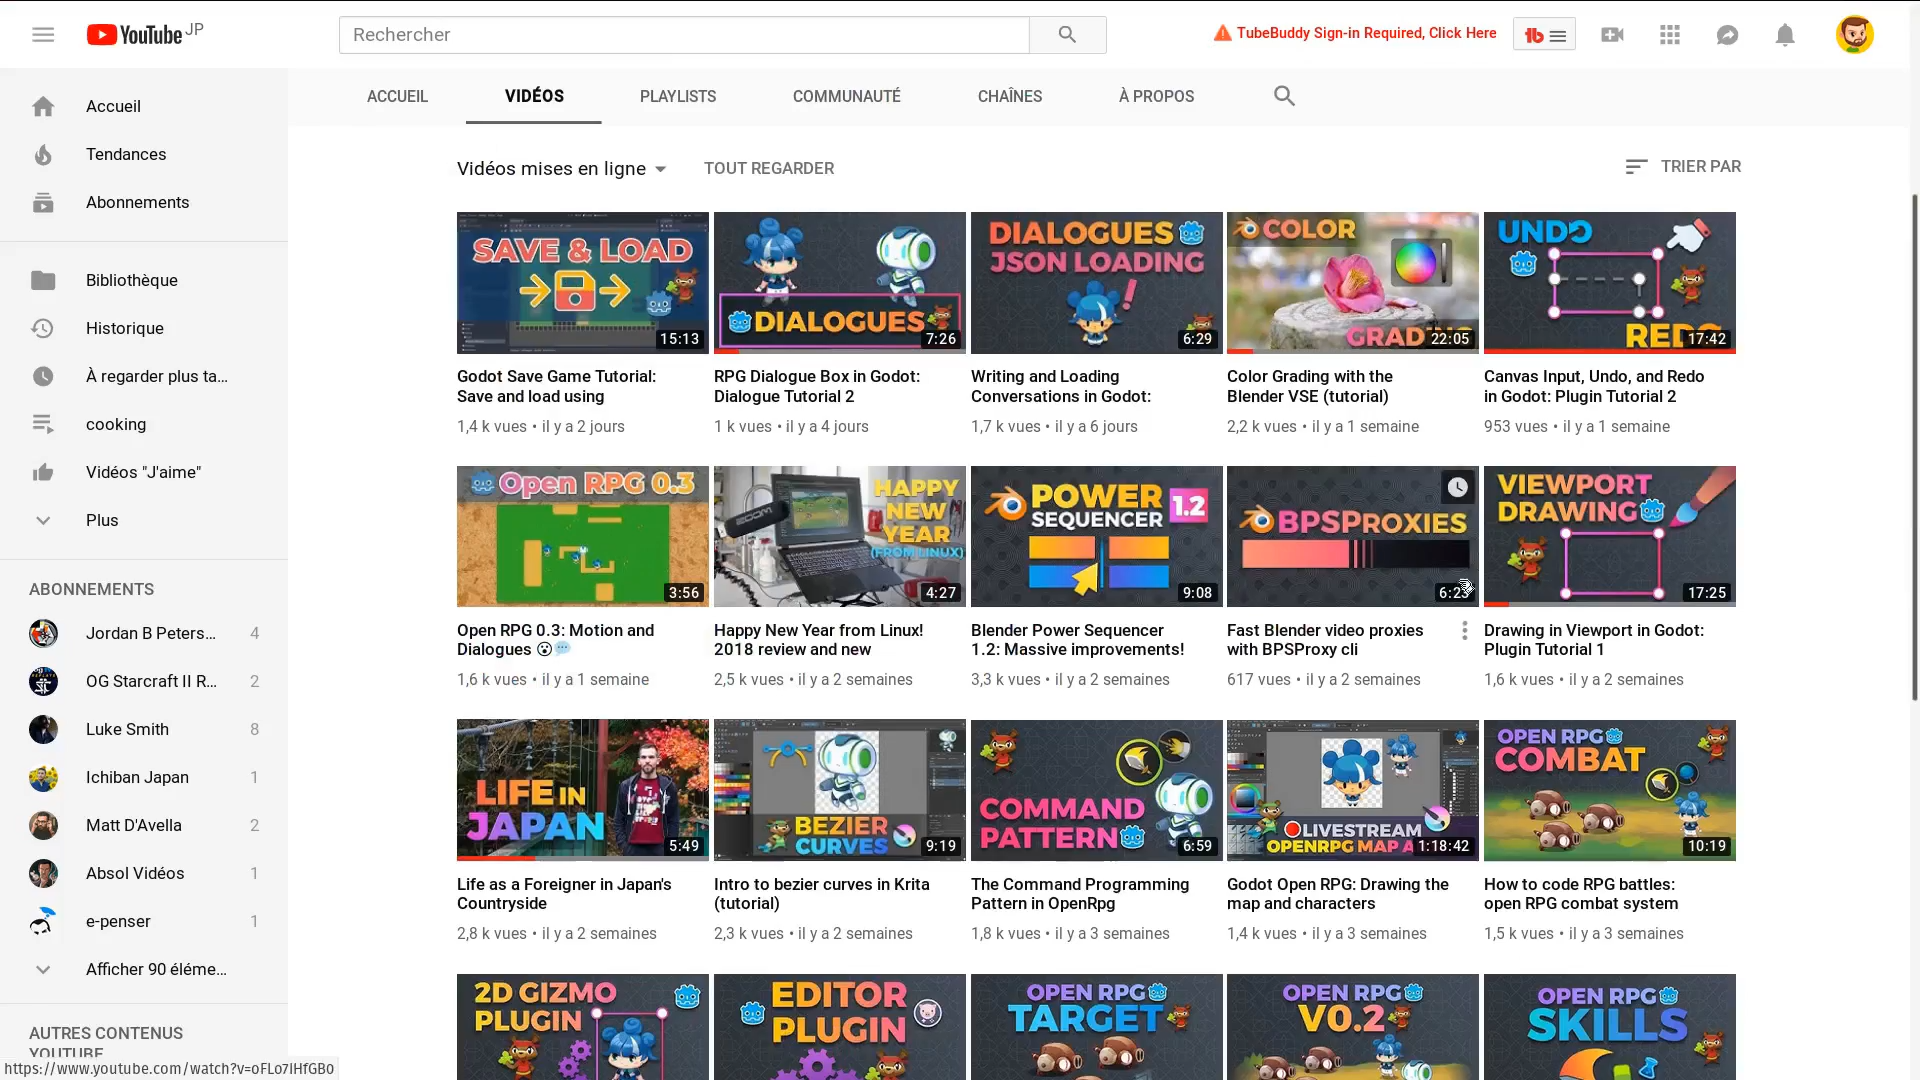 YouTube JP
Rechercher
TubeBuddy Sign-in Required, Click Here
tb
Accueil
Tendances
Abonnements
Bibliothèque
Historique
À regarder plus ta...
cooking
Vidéos "J'aime"
Plus
ABONNEMENTS
Jordan B Peters... 4
OG Starcraft II R... 2
Luke Smith 8
Ichiban Japan 1
Matt D'Avella 2
Absol Vidéos 1
e-penser 1
Afficher 90 éléme...
AUTRES CONTENUS
YOUTUBE
https://www.youtube.com/watch?v=oFLo7IHfGB0
ACCUEIL VIDÉOS PLAYLISTS COMMUNAUTÉ CHAÎNES À PROPOS
Vidéos mises en ligne TOUT REGARDER TRIER PAR
SAVE & LOAD
15:13
Godot Save Game Tutorial:
Save and load using
1,4 k vues • il y a 2 jours
DIALOGUES
7:26
RPG Dialogue Box in Godot:
Dialogue Tutorial 2
1 k vues • il y a 4 jours
DIALOGUES
JSON LOADING
6:29
Writing and Loading
Conversations in Godot:
1,7 k vues • il y a 6 jours
COLOR
GRADING
22:05
Color Grading with the
Blender VSE (tutorial)
2,2 k vues • il y a 1 semaine
UNDO
REDO
17:42
Canvas Input, Undo, and Redo
in Godot: Plugin Tutorial 2
953 vues • il y a 1 semaine
Open RPG 0.3
3:56
Open RPG 0.3: Motion and
Dialogues 😮💬
1,6 k vues • il y a 1 semaine
ZOOM
HAPPY
NEW
YEAR
(FROM LINUX)
4:27
Happy New Year from Linux!
2018 review and new
2,5 k vues • il y a 2 semaines
POWER
SEQUENCER 1.2
9:08
Blender Power Sequencer
1.2: Massive improvements!
3,3 k vues • il y a 2 semaines
BPSPROXIES
Fast Blender video proxies
with BPSProxy cli
617 vues • il y a 2 semaines
VIEWPORT
DRAWING
17:25
Drawing in Viewport in Godot:
Plugin Tutorial 1
1,6 k vues • il y a 2 semaines
LIFE IN
JAPAN
5:49
Life as a Foreigner in Japan's
Countryside
2,8 k vues • il y a 2 semaines
BEZIER
CURVES
9:19
Intro to bezier curves in Krita
(tutorial)
2,3 k vues • il y a 2 semaines
COMMAND
PATTERN
6:59
The Command Programming
Pattern in OpenRpg
1,8 k vues • il y a 3 semaines
LIVESTREAM
OPENRPG MAP A
1:18:42
Godot Open RPG: Drawing the
map and characters
1,4 k vues • il y a 3 semaines
OPEN RPG
COMBAT
10:19
How to code RPG battles:
open RPG combat system
1,5 k vues • il y a 3 semaines
2D GIZMO
PLUGIN
EDITOR
PLUGIN
OPEN RPG
TARGET
OPEN RPG
V0.2
OPEN RPG
SKILLS